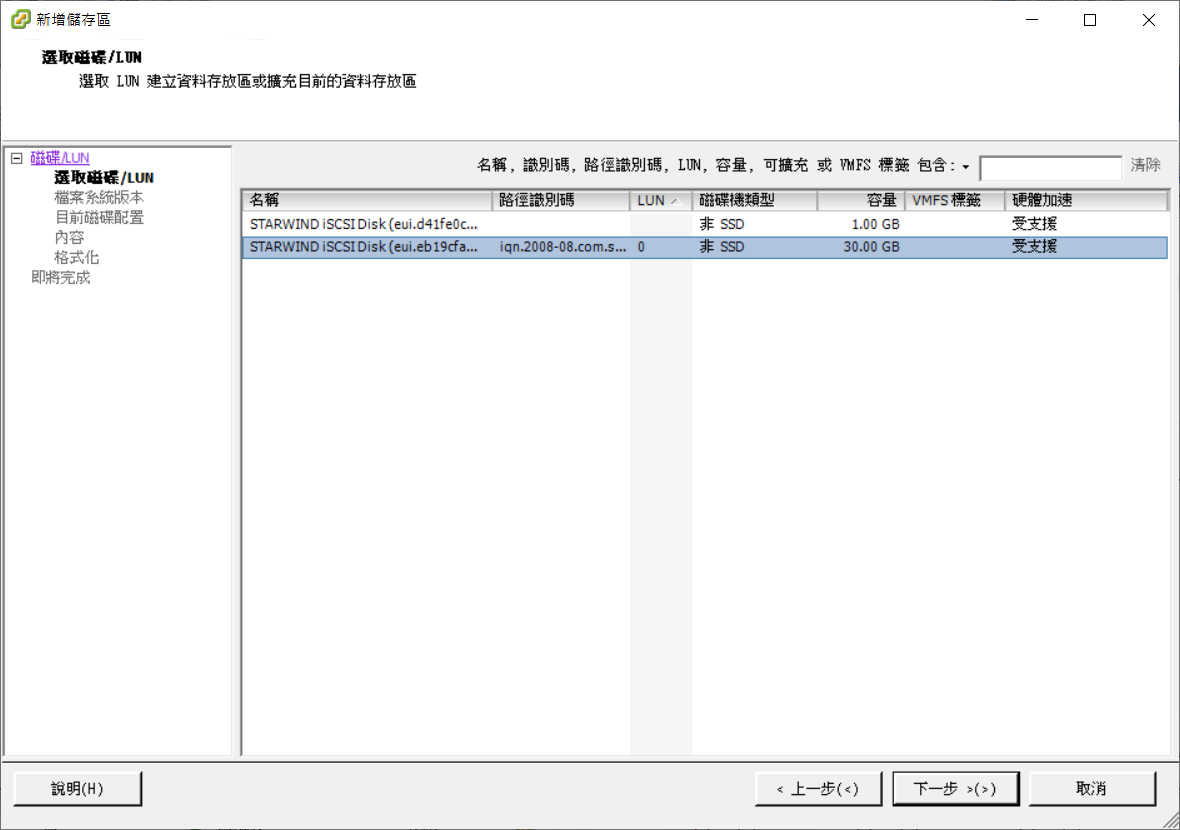 新增儲存區
選取磁碟/LUN
選取 LUN 建立資料存放區或擴充目前的資料存放區
磁碟/LUN
選取磁碟/LUN
檔案系統版本
目前磁碟配置
內容
格式化
即將完成
名稱, 識別碼, 路徑識別碼, LUN, 容量, 可擴充 或 VMFS 標籤 包含: 清除
名稱 路徑識別碼 LUN 磁碟機類型 容量 VMFS 標籤 硬體加速
STARWIND iSCSI Disk (eui.d41fe0c... 非 SSD 1.00 GB 受支援
STARWIND iSCSI Disk (eui.eb19cfa... iqn.2008-08.com.s... 0 非 SSD 30.00 GB 受支援
說明(H) < 上一步(<) 下一步 >(>) 取消